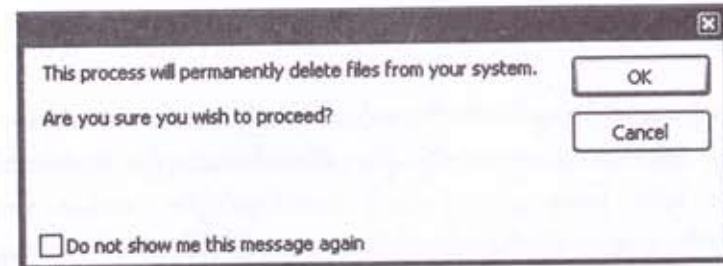 This process will permanently delete files from your system.
OK
Are you sure you wish to proceed?
Cancel
Do not show me this message again